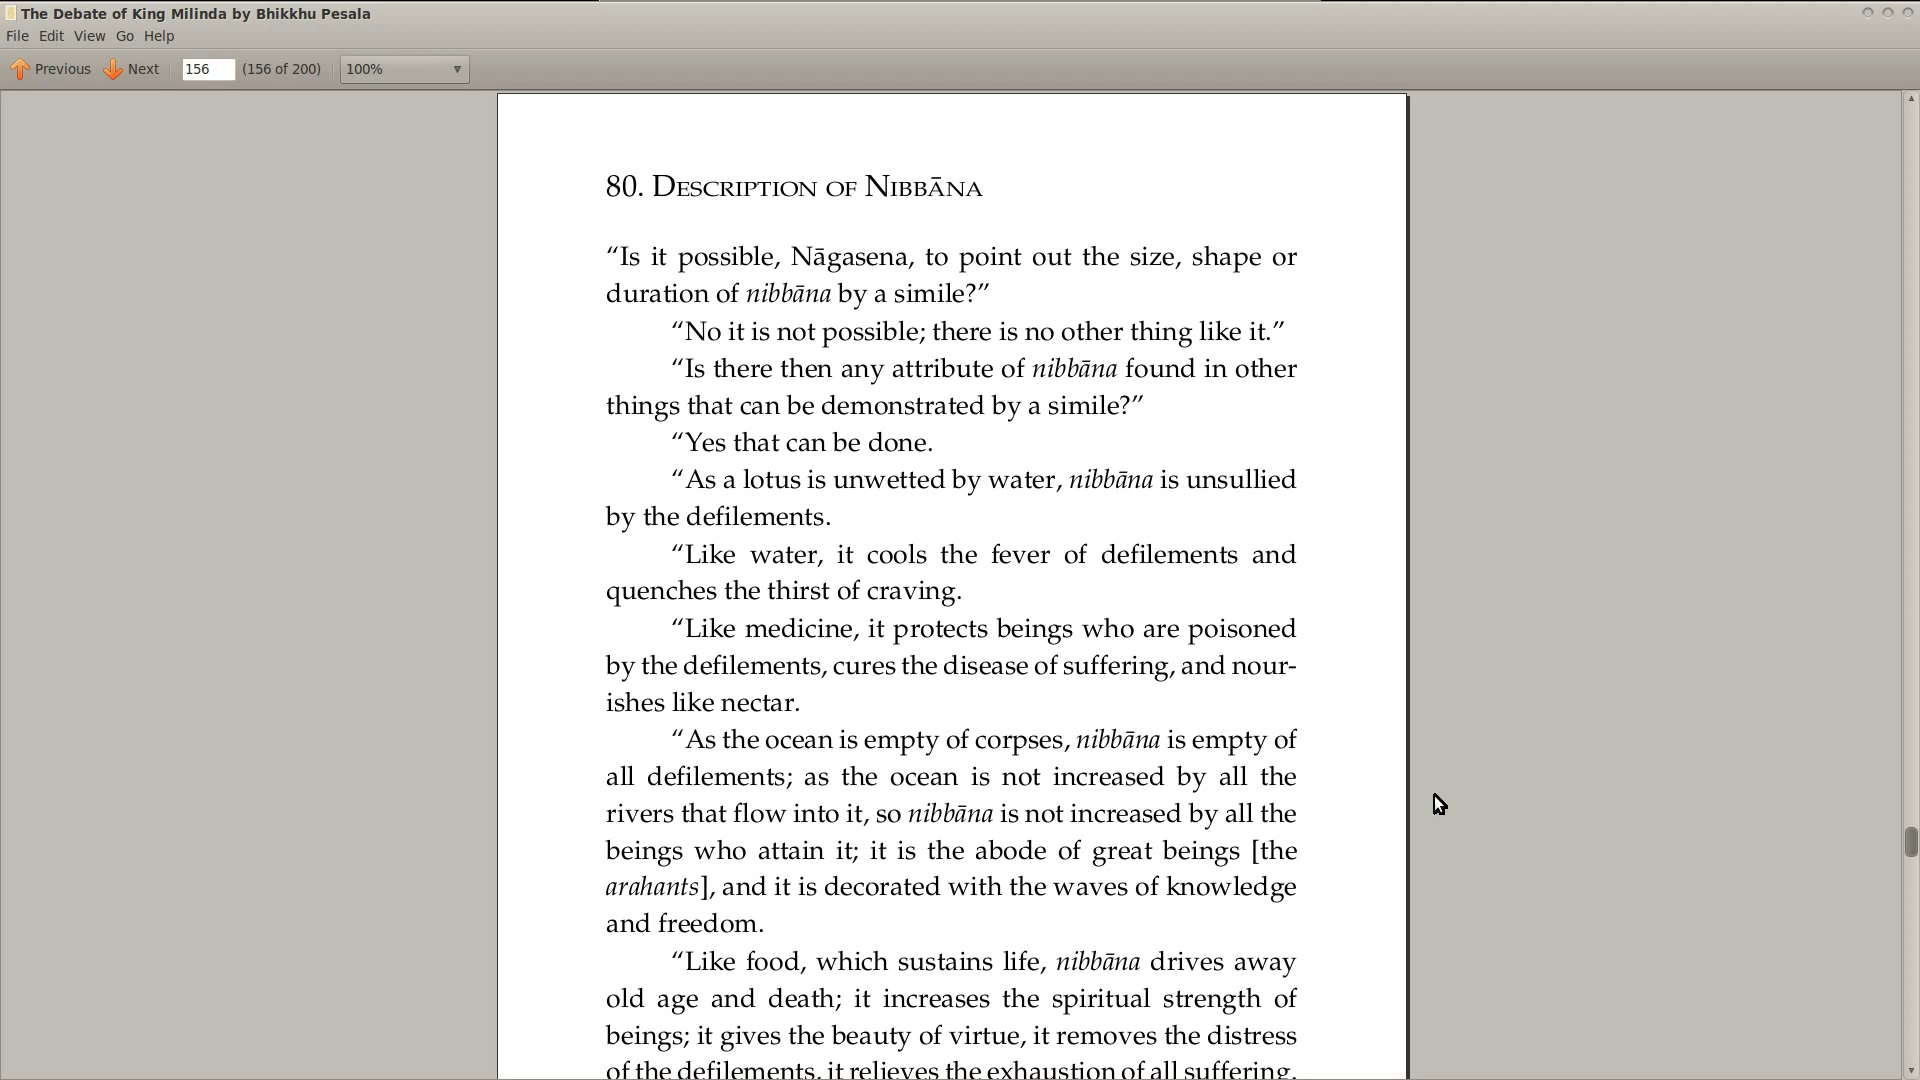 The Debate of King Milinda by Bhikkhu Pesala
File Edit View Go Help
Previous Next 156 (156 of 200) 100%
80. Description of Nibbāna
“Is it possible, Nāgasena, to point out the size, shape or
duration of nibbāna by a simile?”
“No it is not possible; there is no other thing like it.”
“Is there then any attribute of nibbāna found in other
things that can be demonstrated by a simile?”
“Yes that can be done.
“As a lotus is unwetted by water, nibbāna is unsullied
by the defilements.
“Like water, it cools the fever of defilements and
quenches the thirst of craving.
“Like medicine, it protects beings who are poisoned
by the defilements, cures the disease of suffering, and nour-
ishes like nectar.
“As the ocean is empty of corpses, nibbāna is empty of
all defilements; as the ocean is not increased by all the
rivers that flow into it, so nibbāna is not increased by all the
beings who attain it; it is the abode of great beings [the
arahants], and it is decorated with the waves of knowledge
and freedom.
“Like food, which sustains life, nibbāna drives away
old age and death; it increases the spiritual strength of
beings; it gives the beauty of virtue, it removes the distress
of the defilements, it relieves the exhaustion of all suffering.